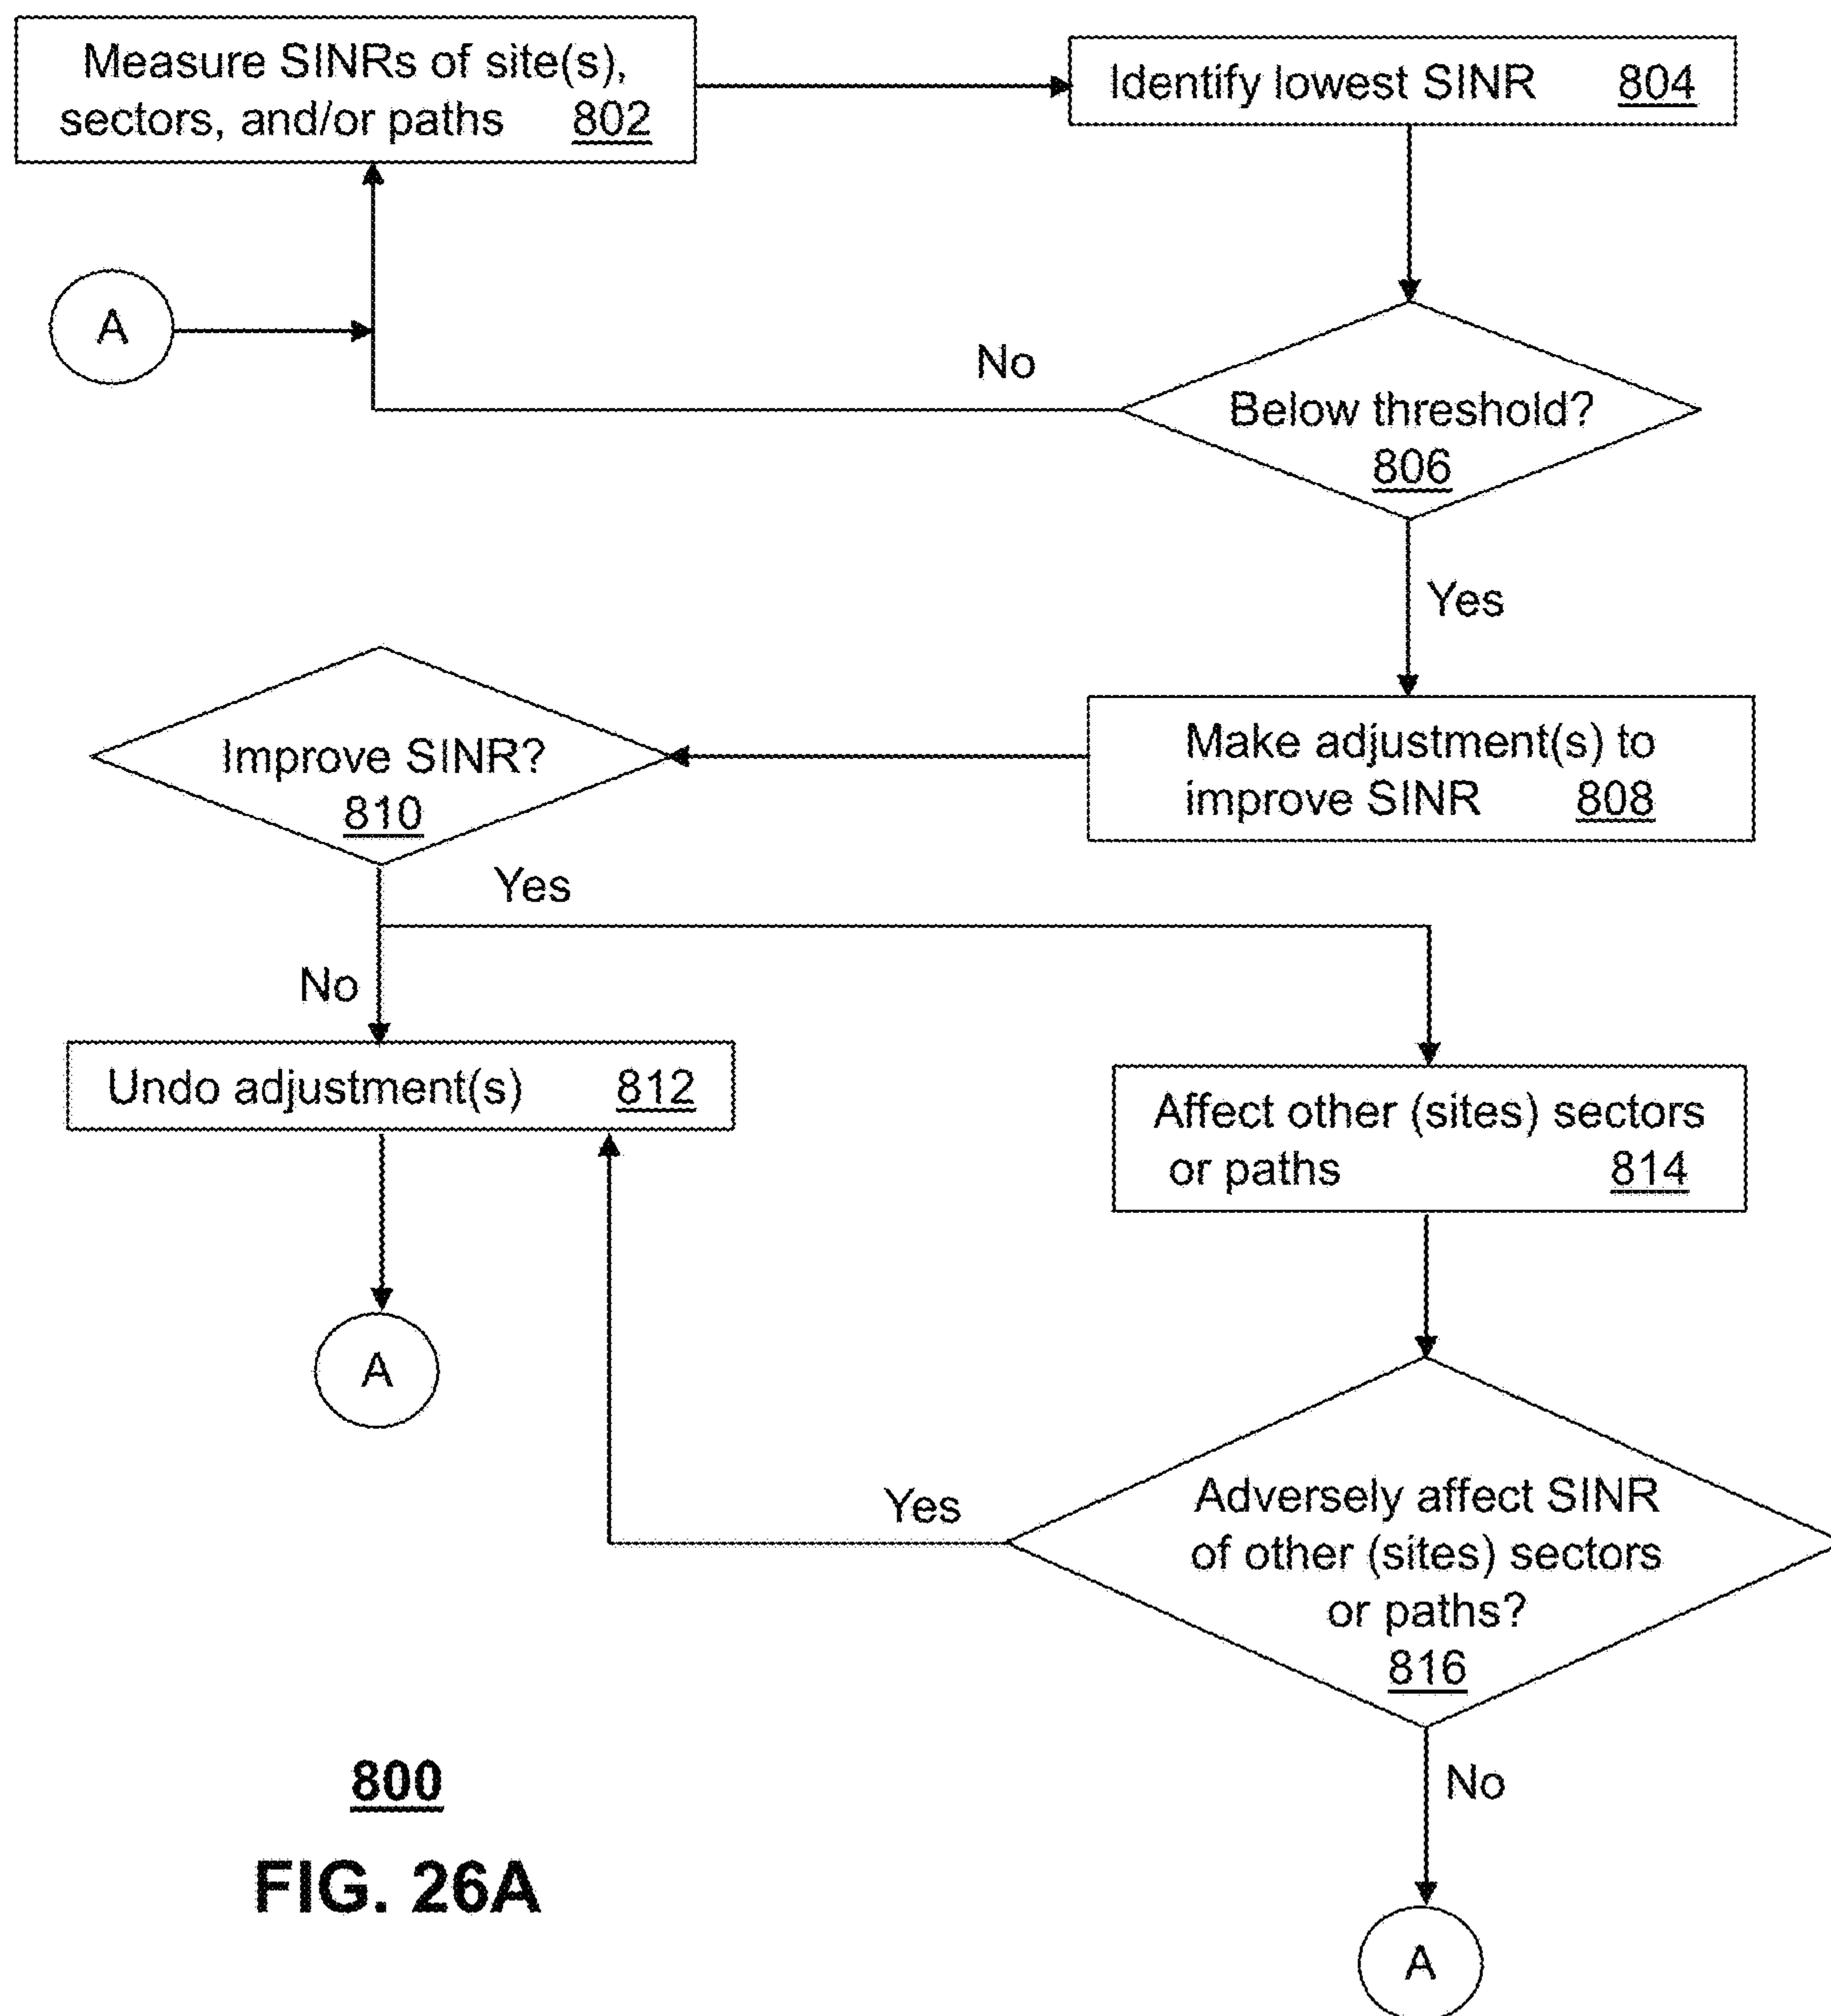 Measure SINRs of site(s),
sectors, and/or paths 802
Identify lowest SINR 804
A
No
Below threshold?
806
Yes
Improve SINR?
810
Make adjustment(s) to
improve SINR 808
Yes
No
Undo adjustment(s) 812
Affect other (sites) sectors
or paths 814
A
Yes
Adversely affect SINR
of other (sites) sectors
or paths?
816
No
A
800
FIG. 26A